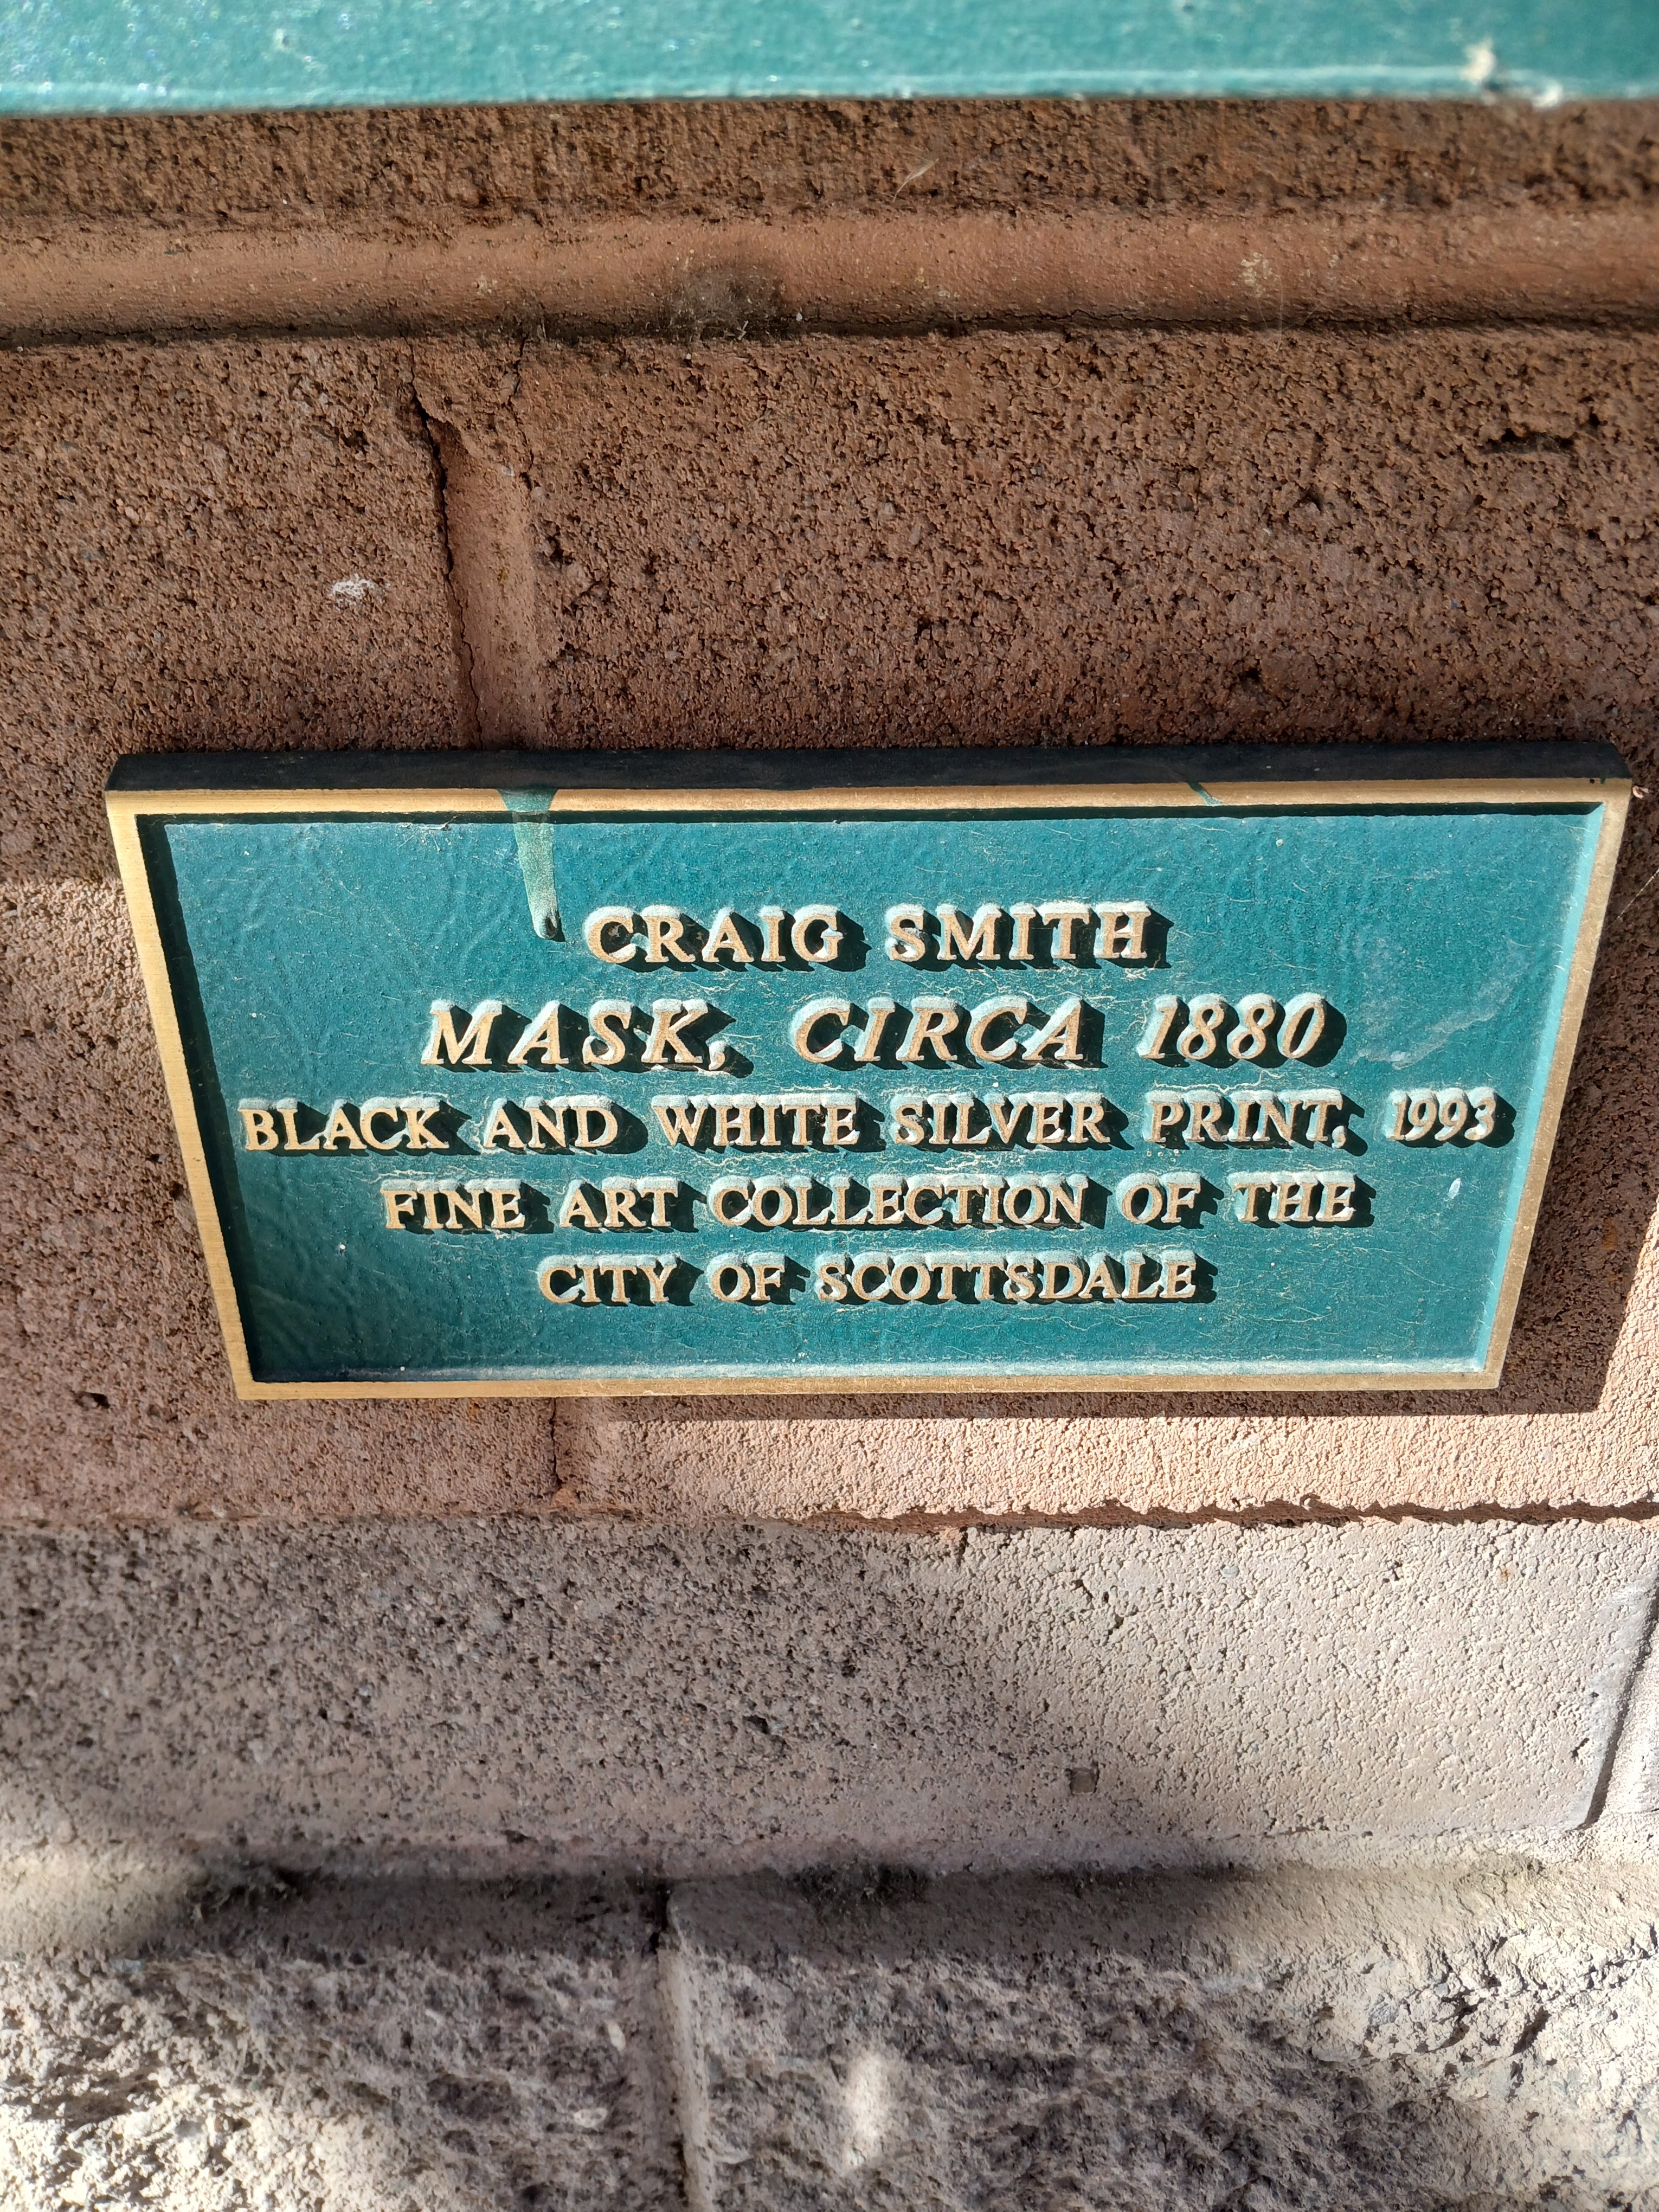 CRAIG SMITH
MASK, CIRCA 1880
BLACK AND WHITE SILVER PRINT, 1993
FINE ART COLLECTION OF THE
CITY OF SCOTTSDALE